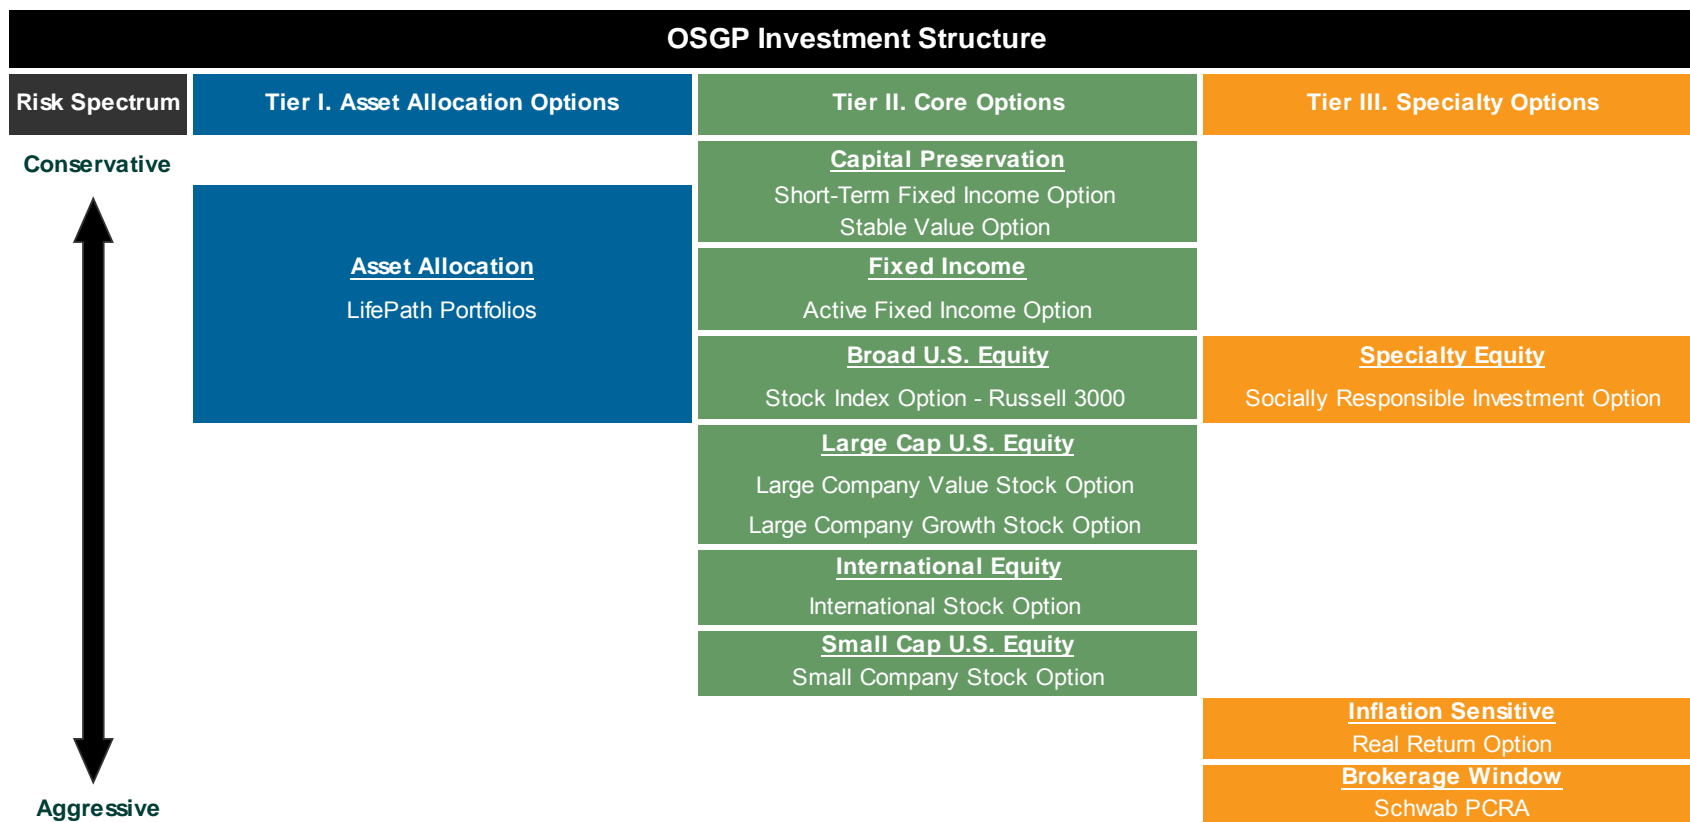 OSGP Investment Structure
Risk Spectrum
Tier I. Asset Allocation Options
Tier II. Core Options
Tier III. Specialty Options
Conservative
Aggressive
Asset Allocation
LifePath Portfolios
Capital Preservation
Short-Term Fixed Income Option
Stable Value Option
Fixed Income
Active Fixed Income Option
Broad U.S. Equity
Stock Index Option - Russell 3000
Large Cap U.S. Equity
Large Company Value Stock Option
Large Company Growth Stock Option
International Equity
International Stock Option
Small Cap U.S. Equity
Small Company Stock Option
Specialty Equity
Socially Responsible Investment Option
Inflation Sensitive
Real Return Option
Brokerage Window
Schwab PCRA